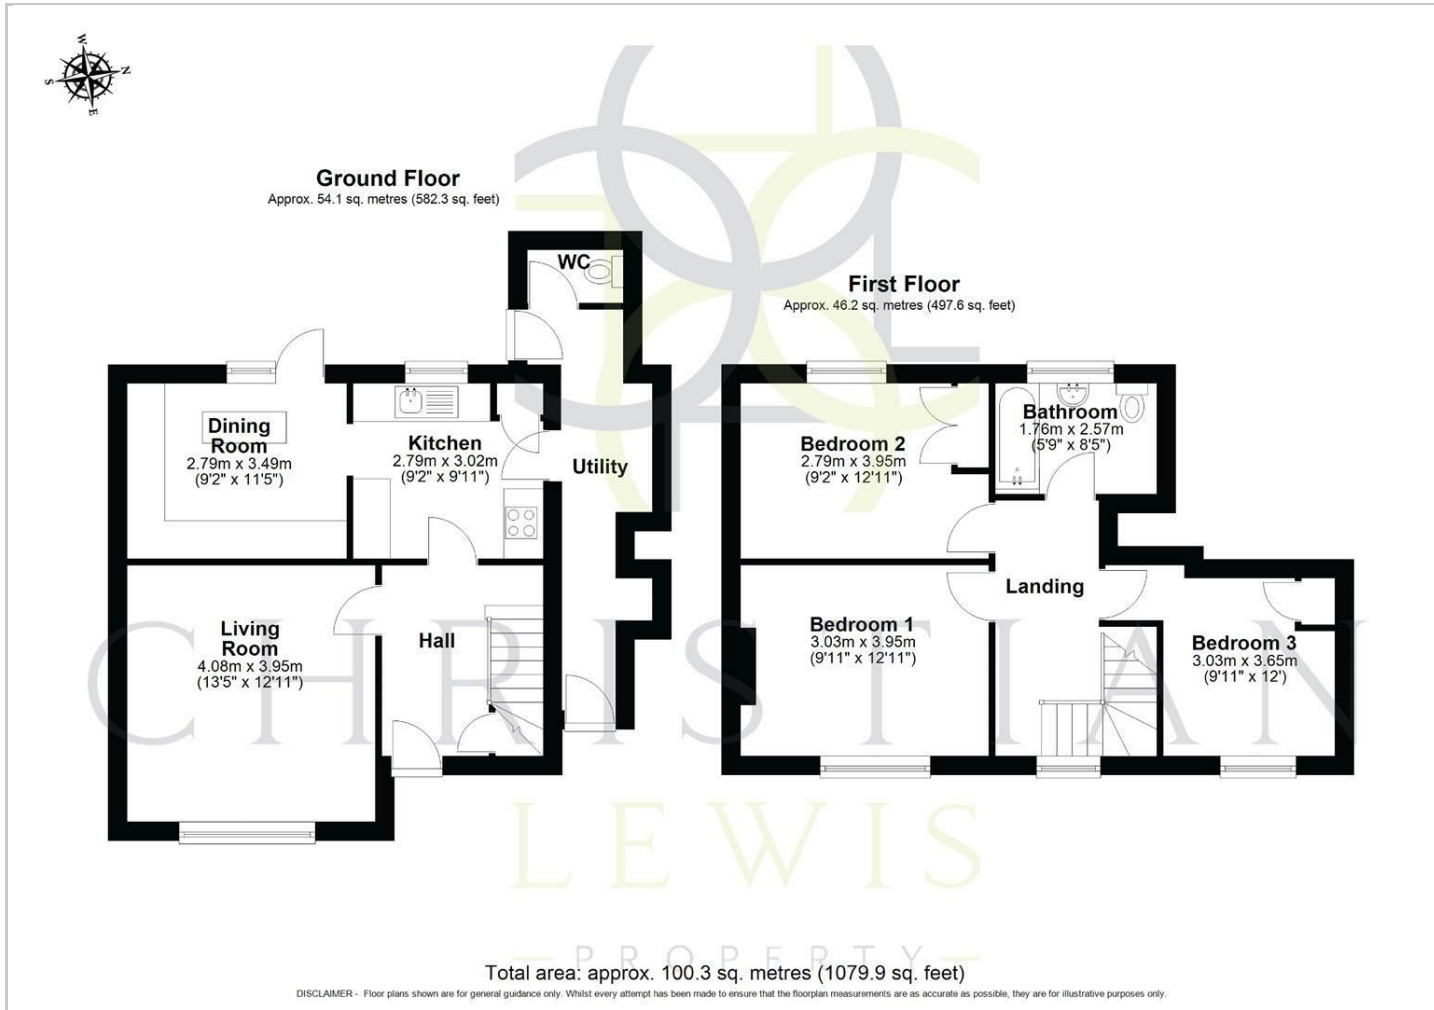 W
N
S
E
Ground Floor
Approx. 54.1 sq. metres (582.3 sq. feet)
WC
First Floor
Approx. 46.2 sq. metres (497.6 sq. feet)
Dining
Room
2.79m x 3.49m
(9'2" x 11'5")
Kitchen
2.79m x 3.02m
(9'2" x 9'11")
Utility
Bedroom 2
2.79m x 3.95m
(9'2" x 12'11")
Bathroom
1.76m x 2.57m
(5'9" x 8'5")
Living
Room
4.08m x 3.95m
(13'5" x 12'11")
Hall
Bedroom 1
3.03m x 3.95m
(9'11" x 12'11")
Landing
Bedroom 3
3.03m x 3.65m
(9'11" x 12')
CHRISTIAN
LEWIS
PROPERTY
Total area: approx. 100.3 sq. metres (1079.9 sq. feet)
DISCLAIMER - Floor plans shown are for general guidance only. Whilst every attempt has been made to ensure that the floorplan measurements are as accurate as possible, they are for illustrative purposes only.